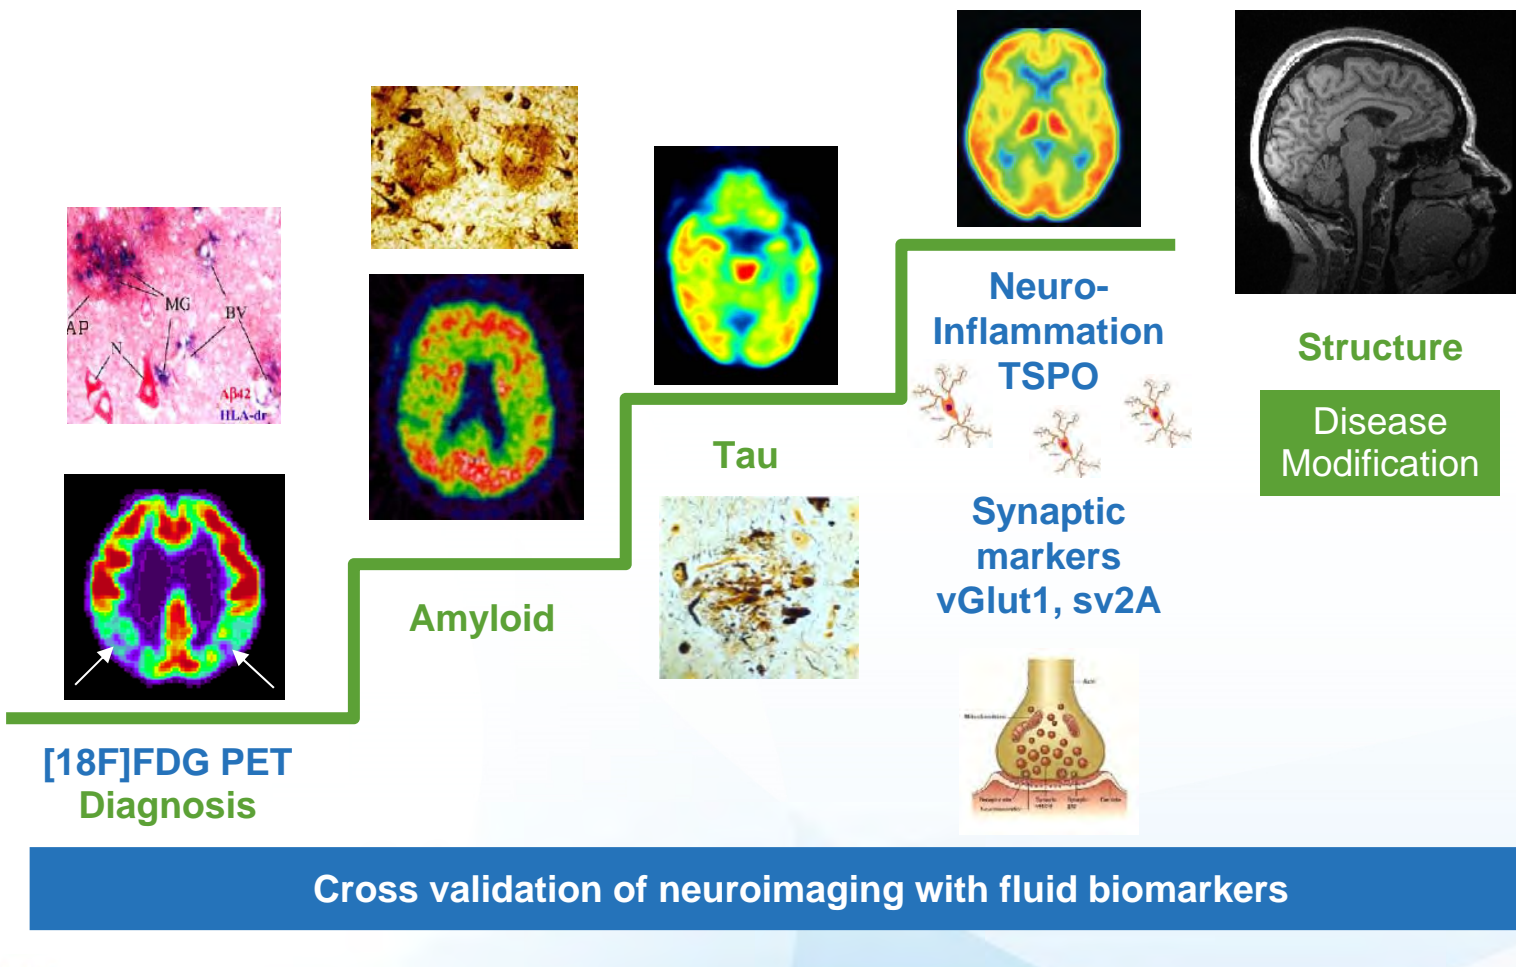 MG
BV
AP
N
Aβ42
HLA-dr
[18F]FDG PET
Diagnosis
Amyloid
Tau
Neuro-
Inflammation
TSPO
Synaptic
markers
vGlut1, sv2A
Structure
Disease
Modification
Cross validation of neuroimaging with fluid biomarkers